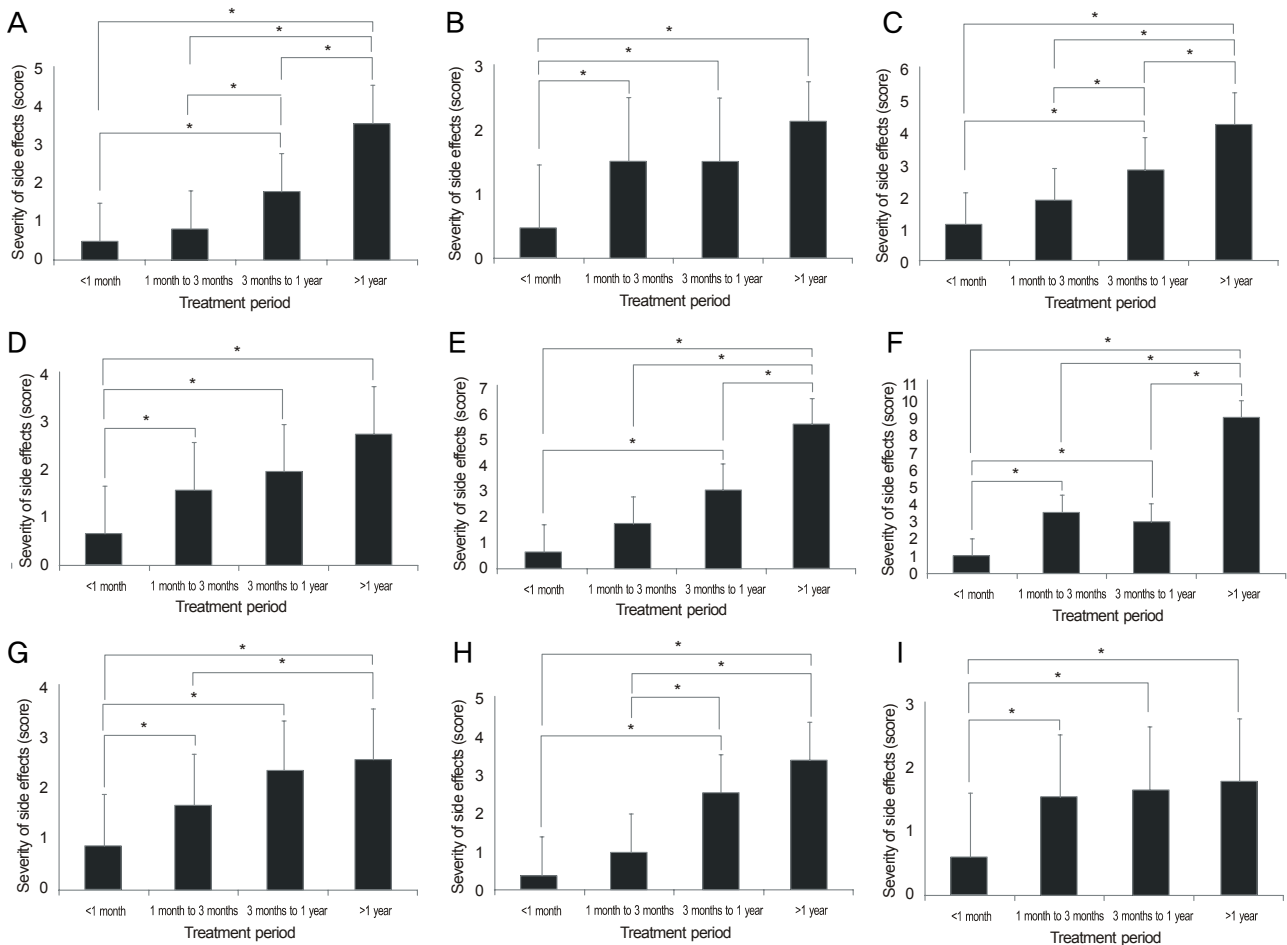 A
Severity of side effects (score)
* * * * *
5
4
3
2
1
0
<1 month 1 month to 3 months 3 months to 1 year >1 year
Treatment period
B
Severity of side effects (score)
* * *
3
2
1
0
<1 month 1 month to 3 months 3 months to 1 year >1 year
Treatment period
C
Severity of side effects (score)
* * * * *
6
5
4
3
2
1
0
<1 month 1 month to 3 months 3 months to 1 year >1 year
Treatment period
D
Severity of side effects (score)
* * *
4
3
2
1
0
<1 month 1 month to 3 months 3 months to 1 year >1 year
Treatment period
E
Severity of side effects (score)
* * * *
7
6
5
4
3
2
1
0
<1 month 1 month to 3 months 3 months to 1 year >1 year
Treatment period
F
Severity of side effects (score)
* * * * *
11
10
9
8
7
6
5
4
3
2
1
0
<1 month 1 month to 3 months 3 months to 1 year >1 year
Treatment period
G
Severity of side effects (score)
* * * *
4
3
2
1
0
<1 month 1 month to 3 months 3 months to 1 year >1 year
Treatment period
H
Severity of side effects (score)
* * * *
5
4
3
2
1
0
<1 month 1 month to 3 months 3 months to 1 year >1 year
Treatment period
I
Severity of side effects (score)
* * *
3
2
1
0
<1 month 1 month to 3 months 3 months to 1 year >1 year
Treatment period